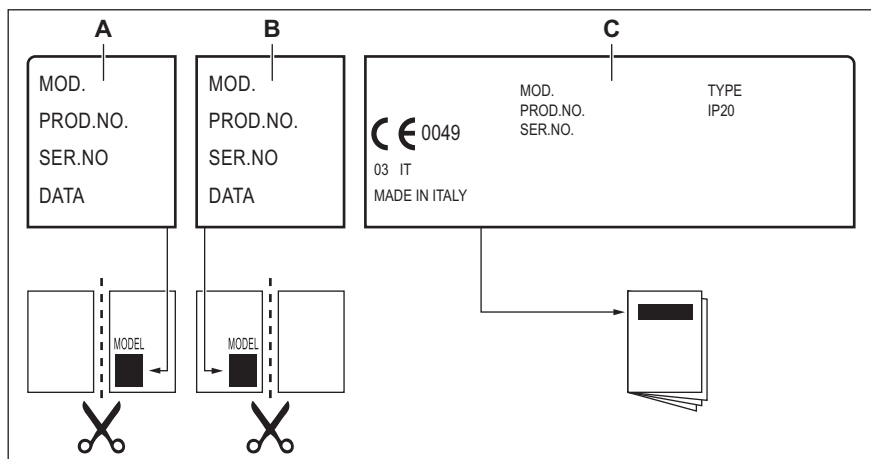 A
B
C
MOD.
PROD.NO.
SER.NO
DATA
MOD.
PROD.NO.
SER.NO
DATA
MOD.
PROD.NO.
SER.NO.
TYPE
IP20
CE 0049
03 IT
MADE IN ITALY
MODEL
MODEL